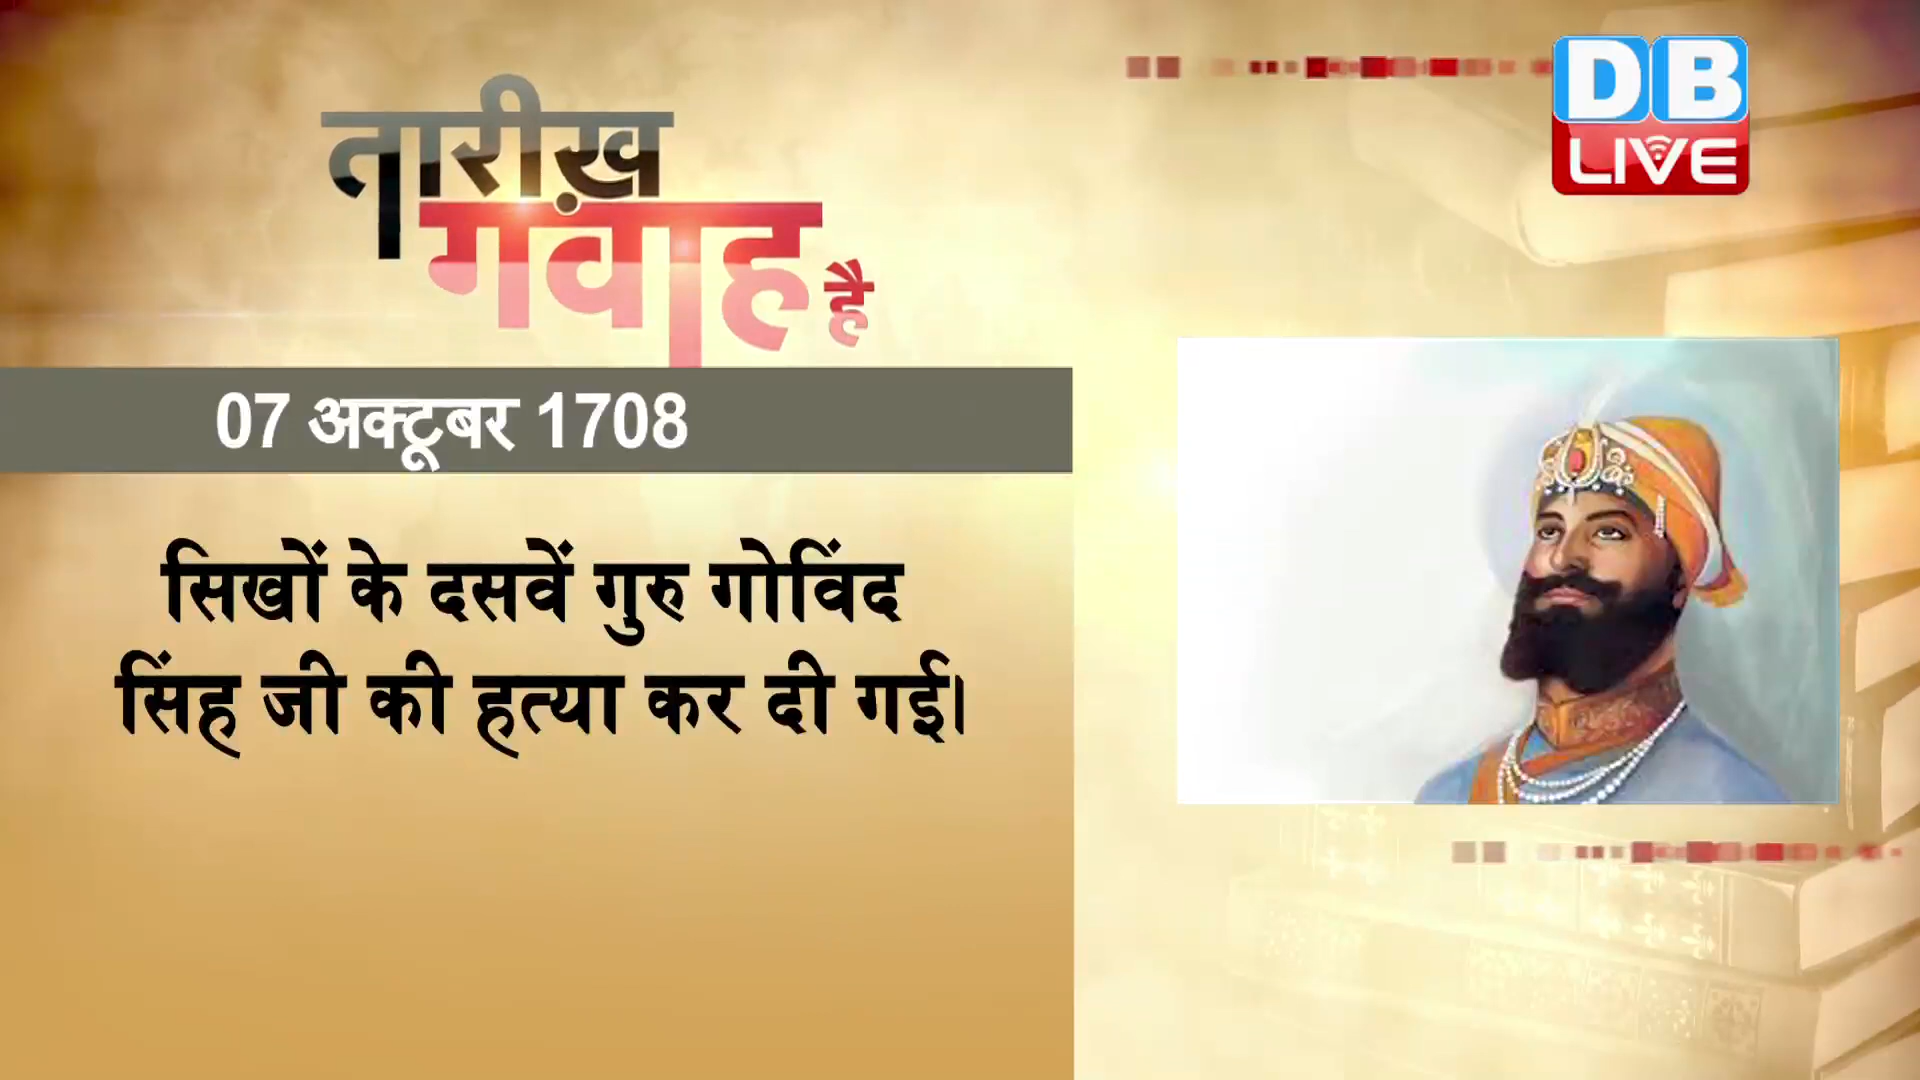 तारीख़
गवाह है
DB
LIVE
07 अक्टूबर 1708
सिखों के दसवें गुरु गोविंद
सिंह जी की हत्या कर दी गई।